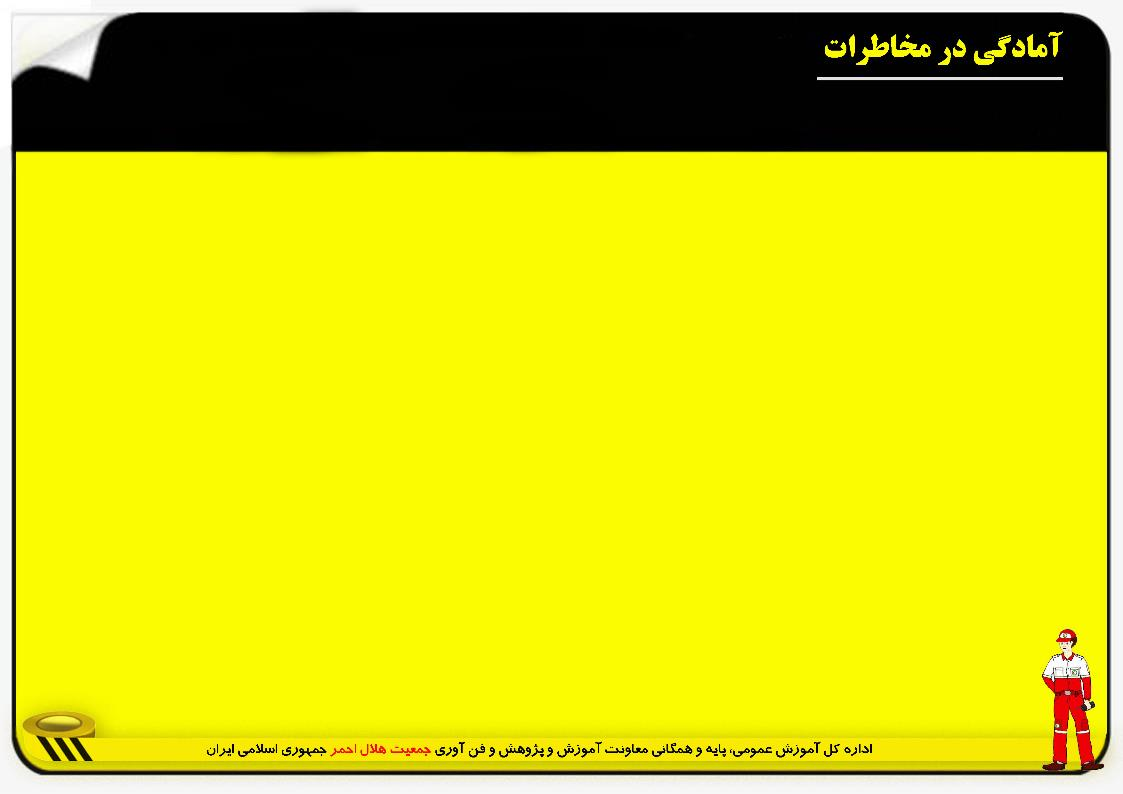 آمادگی در مخاطرات
اداره کل آموزش عمومی، پایه و همگانی معاونت آموزش و پژوهش و فن آوری جمعیت هلال احمر جمهوری اسلامی ایران